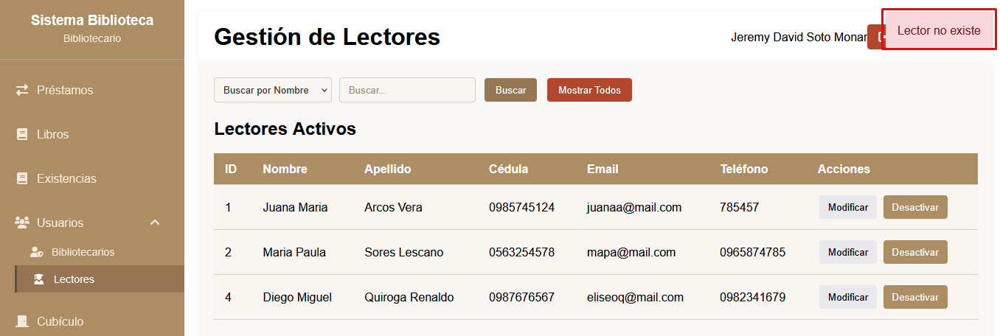 Sistema Biblioteca
Bibliotecario
Préstamos
Libros
Existencias
Usuarios
Bibliotecarios
Lectores
Cubículo
Gestión de Lectores
Jeremy David Soto Monar
Lector no existe
Buscar por Nombre Buscar... Buscar Mostrar Todos
Lectores Activos
ID Nombre Apellido Cédula Email Teléfono Acciones
1 Juana Maria Arcos Vera 0985745124 juanaa@mail.com 785457 Modificar Desactivar
2 Maria Paula Sores Lescano 0563254578 mapa@mail.com 0965874785 Modificar Desactivar
4 Diego Miguel Quiroga Renaldo 0987676567 eliseoq@mail.com 0982341679 Modificar Desactivar